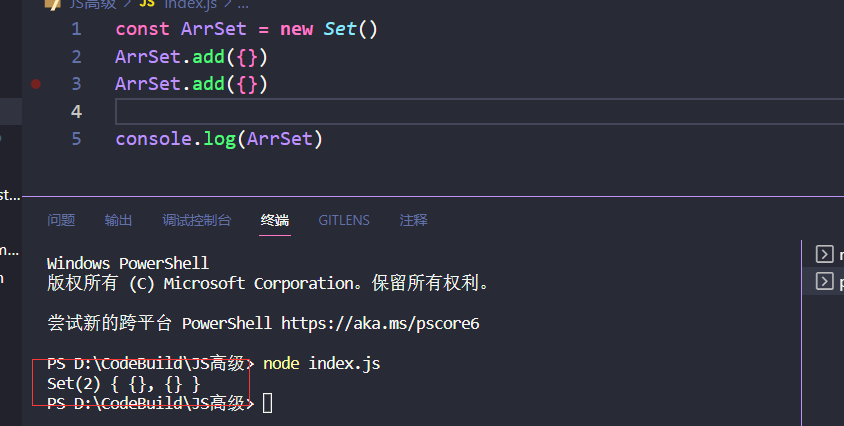 JS高级 > JS index.js > ...
1 const ArrSet = new Set()
2 ArrSet.add({})
3 ArrSet.add({})
4
5 console.log(ArrSet)
st...
m...
n
问题 输出 调试控制台 终端 GITLENS 注释
Windows PowerShell
版权所有 (C) Microsoft Corporation。保留所有权利。
尝试新的跨平台 PowerShell https://aka.ms/pscore6
PS D:\CodeBuild\JS高级> node index.js
Set(2) { {}, {} }
PS D:\CodeBuild\JS高级>